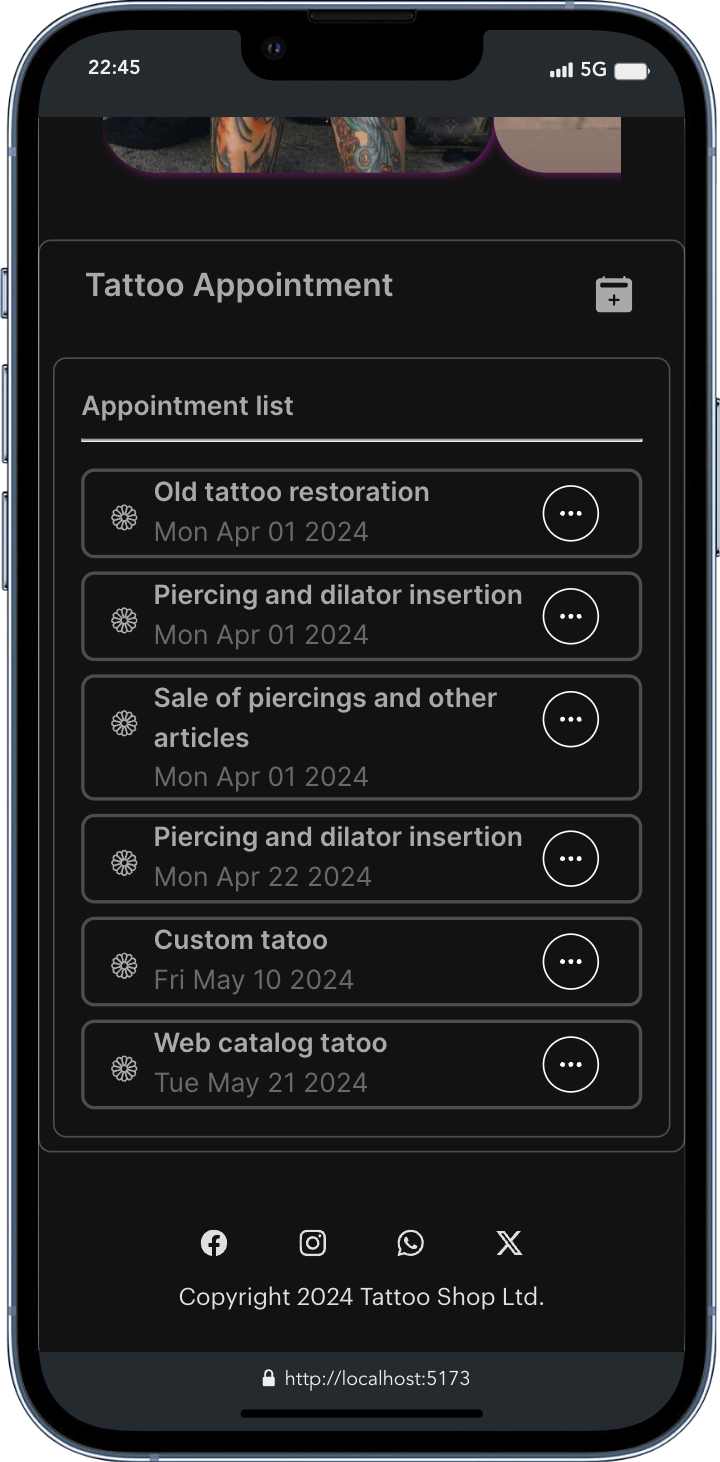 22:45
5G
Tattoo Appointment
Appointment list
Old tattoo restoration
Mon Apr 01 2024
Piercing and dilator insertion
Mon Apr 01 2024
Sale of piercings and other
articles
Mon Apr 01 2024
Piercing and dilator insertion
Mon Apr 22 2024
Custom tatoo
Fri May 10 2024
Web catalog tatoo
Tue May 21 2024
Copyright 2024 Tattoo Shop Ltd.
http://localhost:5173